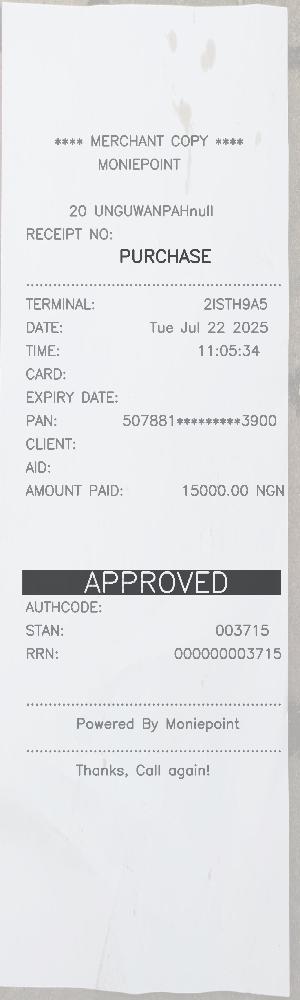 **** MERCHANT COPY ****
MONIEPOINT
20 UNGUWANPAHnull
RECEIPT NO:
PURCHASE
TERMINAL: 2ISTH9A5
DATE: Tue Jul 22 2025
TIME: 11:05:34
CARD:
EXPIRY DATE:
PAN: 507881*********3900
CLIENT:
AID:
AMOUNT PAID: 15000.00 NGN
APPROVED
AUTHCODE:
STAN: 003715
RRN: 000000003715
Powered By Moniepoint
Thanks, Call again!